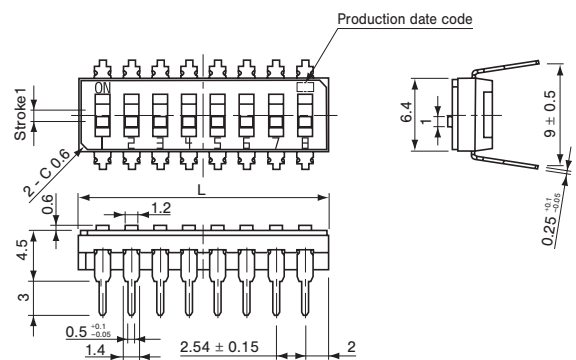 Production date code
ON
1 2 3 4 5 6 7 8
Stroke1
2 - C 0.6
6.4
1
9 ± 0.5
0.25 +0.1 -0.05
L
0.6
1.2
4.5
3
0.5 +0.1 -0.05
1.4
2.54 ± 0.15
2